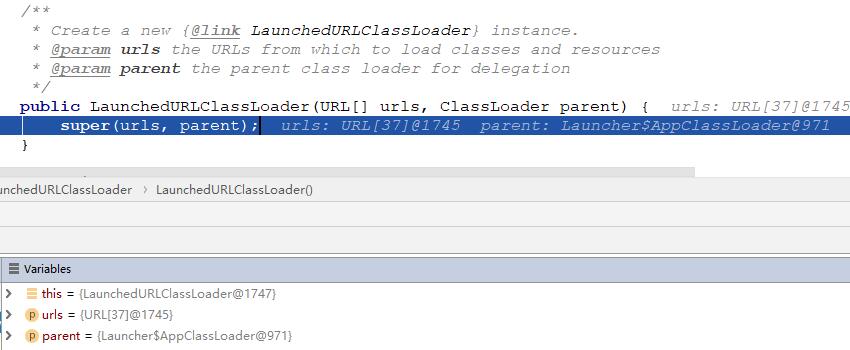 /**
* Create a new {@link LaunchedURLClassLoader} instance.
* @param urls the URLs from which to load classes and resources
* @param parent the parent class loader for delegation
*/
public LaunchedURLClassLoader(URL[] urls, ClassLoader parent) { urls: URL[37]@1745
super(urls, parent); urls: URL[37]@1745 parent: Launcher$AppClassLoader@971
}
unchedURLClassLoader › LaunchedURLClassLoader()
Variables
this = {LaunchedURLClassLoader@1747}
p urls = {URL[37]@1745}
p parent = {Launcher$AppClassLoader@971}